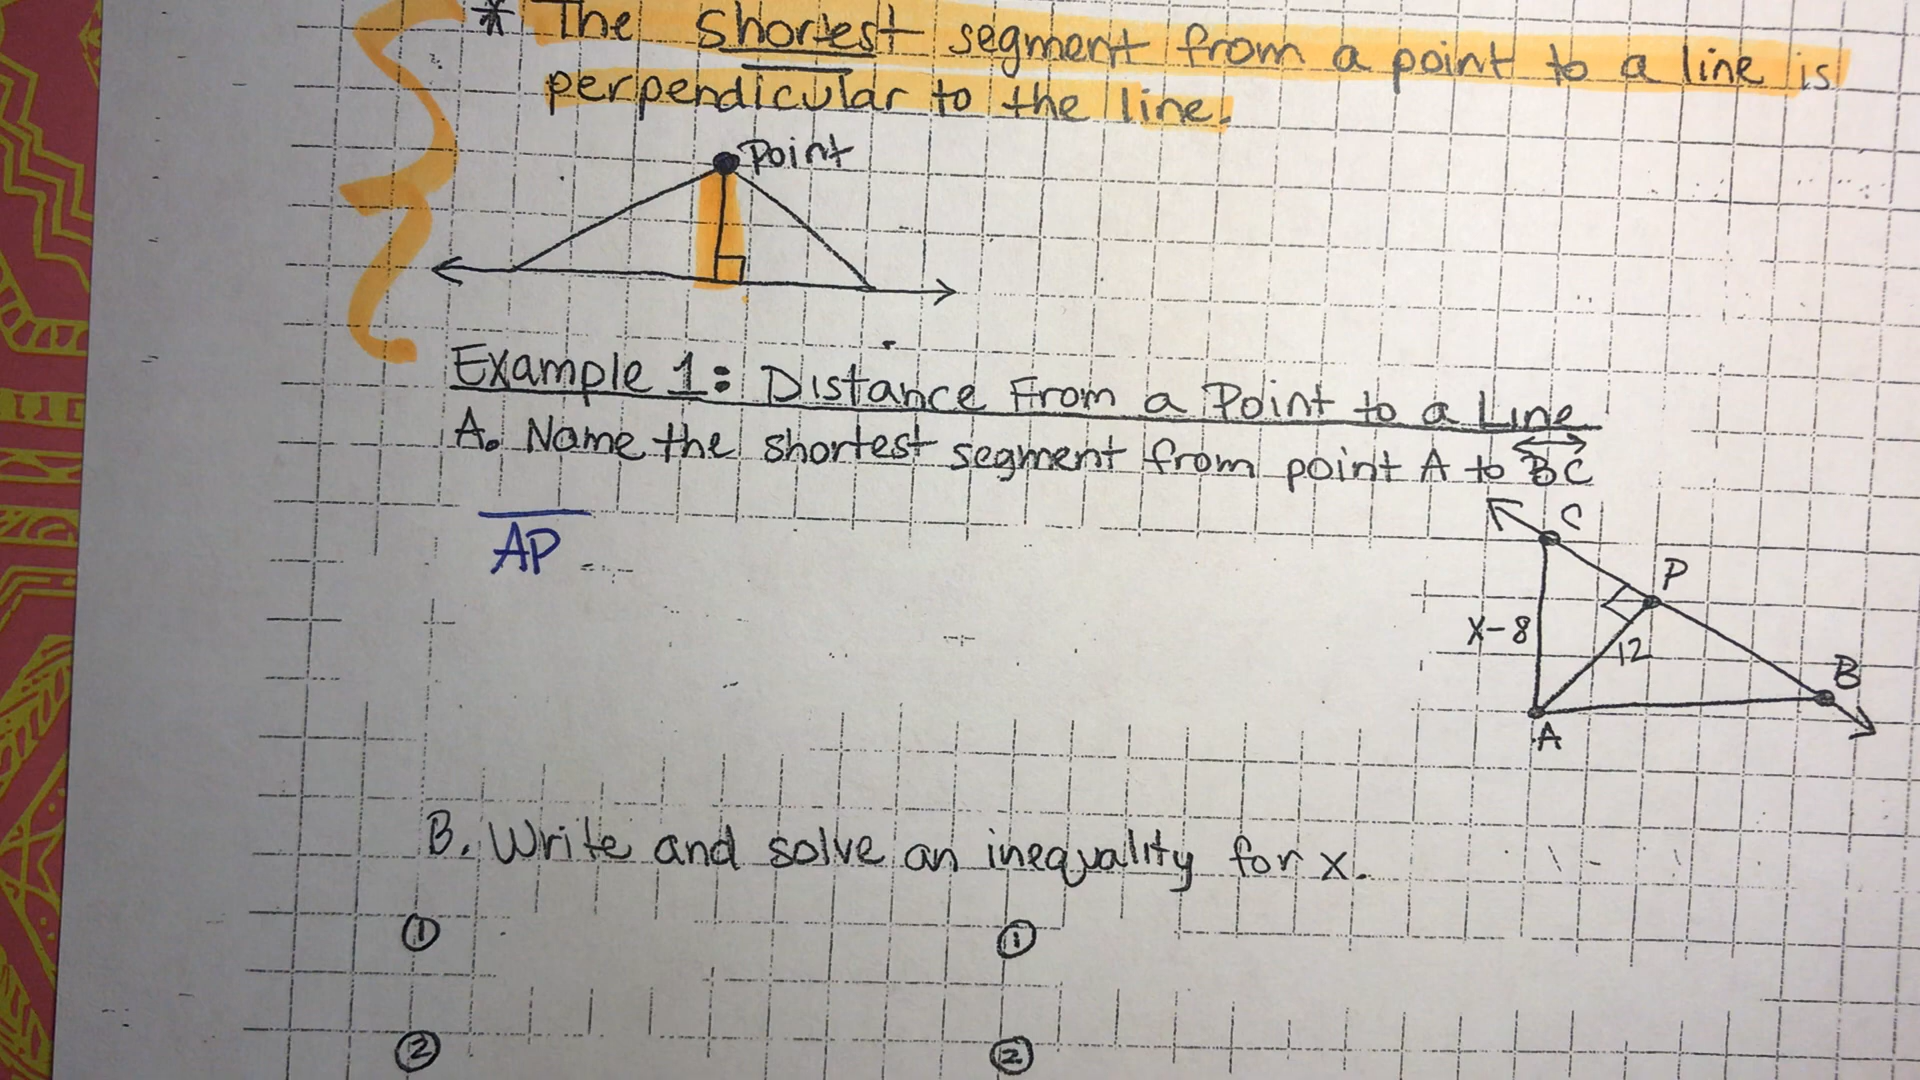 * The shortest segment from a point to a line is
perpendicular to the line.
Point
Example 1: Distance From a Point to a Line
A. Name the shortest segment from point A to BC
AP
C
P
X-8
12
B
A
B. Write and solve an inequality for x.
① ①
② ②